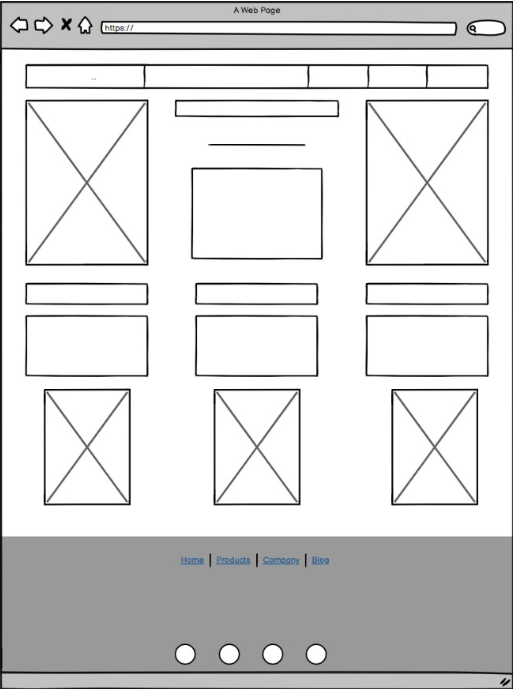 A Web Page
https://
Home | Products | Company | Blog